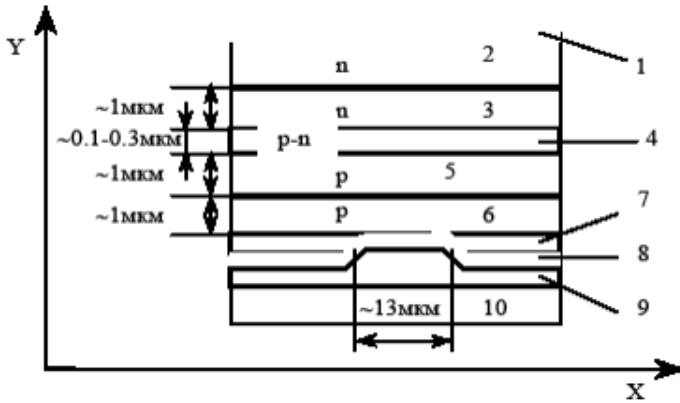 Y
n 2
1
~1мкм n 3
~0.1-0.3мкм p-n 4
~1мкм p 5
~1мкм p 6 7
8
~13мкм 10 9
X